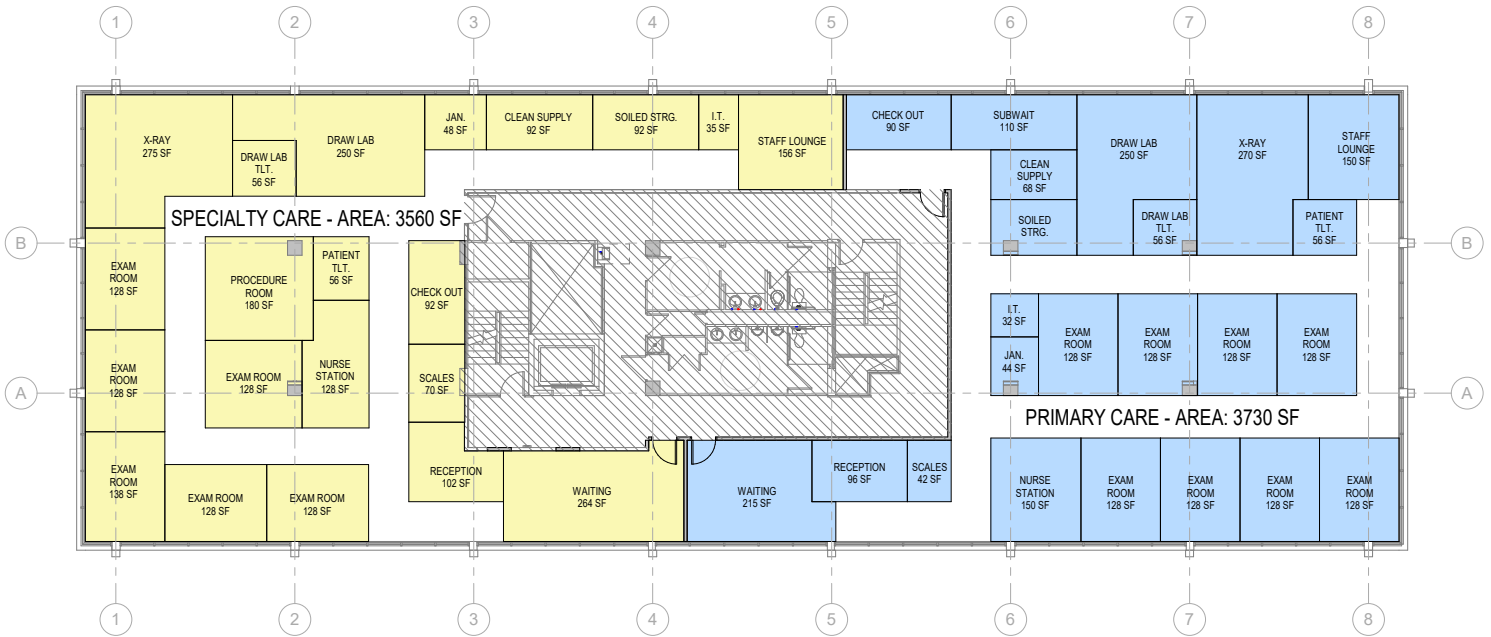 1 2 3 4 5 6 7 8
X-RAY
275 SF
DRAW LAB
250 SF
DRAW LAB
TLT.
56 SF
JAN.
48 SF
CLEAN SUPPLY
92 SF
SOILED STRG.
92 SF
I.T.
35 SF
STAFF LOUNGE
156 SF
CHECK OUT
90 SF
SUBWAIT
110 SF
CLEAN
SUPPLY
68 SF
SOILED
STRG.
DRAW LAB
250 SF
DRAW LAB
TLT.
56 SF
X-RAY
270 SF
STAFF
LOUNGE
150 SF
PATIENT
TLT.
56 SF
SPECIALTY CARE - AREA: 3560 SF
B
B
EXAM
ROOM
128 SF
PROCEDURE
ROOM
180 SF
PATIENT
TLT.
56 SF
CHECK OUT
92 SF
I.T.
32 SF
JAN.
44 SF
EXAM
ROOM
128 SF
EXAM
ROOM
128 SF
EXAM
ROOM
128 SF
EXAM
ROOM
128 SF
EXAM
ROOM
128 SF
EXAM ROOM
128 SF
NURSE
STATION
128 SF
SCALES
70 SF
A
A
PRIMARY CARE - AREA: 3730 SF
EXAM
ROOM
138 SF
EXAM ROOM
128 SF
EXAM ROOM
128 SF
RECEPTION
102 SF
WAITING
264 SF
WAITING
215 SF
RECEPTION
96 SF
SCALES
42 SF
NURSE
STATION
150 SF
EXAM
ROOM
128 SF
EXAM
ROOM
128 SF
EXAM
ROOM
128 SF
EXAM
ROOM
128 SF
1 2 3 4 5 6 7 8